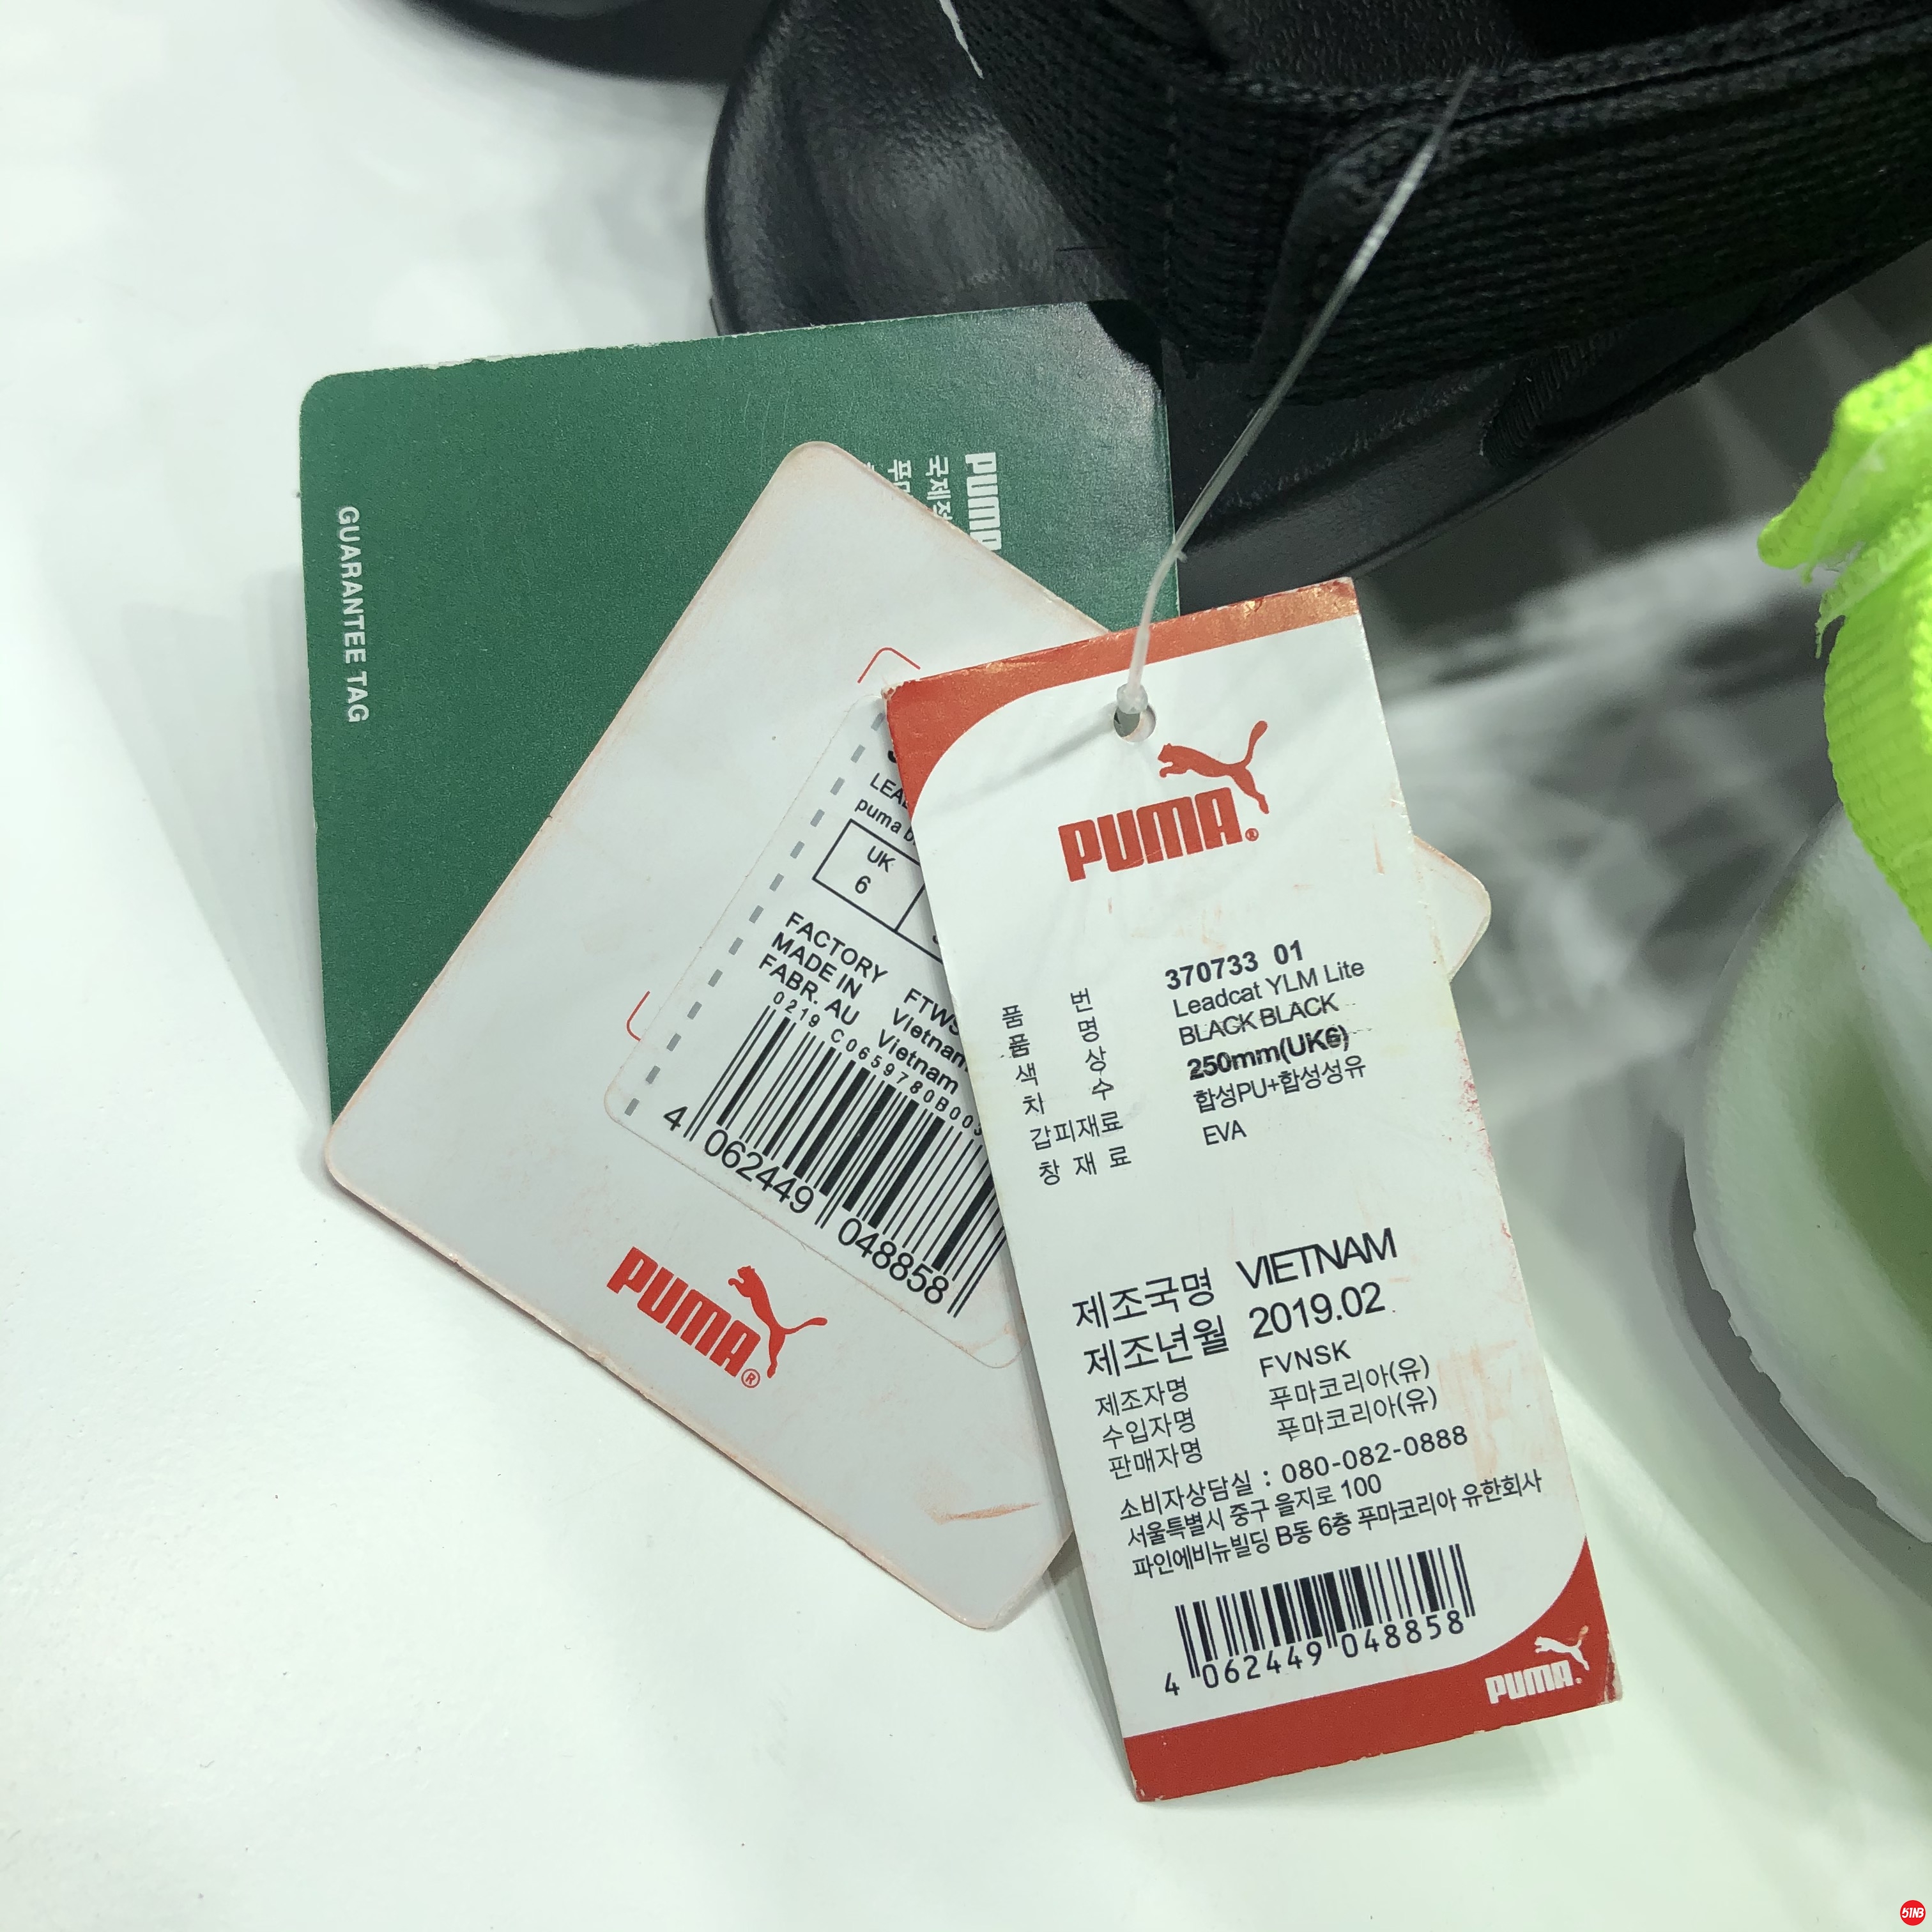 GUARANTEE TAG
PUMA
국제
UK
6
FACTORY
MADE IN Vietnam
FABR. AU Vietnam
4 062449 048858
PUMA®
PUMA®
품 번 370733 01
품 명 Leadcat YLM Lite
색 상 BLACK-BLACK
차 수 250mm(UK6)
갑피재료 합성PU+합성섬유
창 재 료 EVA
제조국명 VIETNAM
제조년월 2019.02
제조자명 FVNSK
수입자명 푸마코리아(유)
판매자명 푸마코리아(유)
소비자상담실 : 080-082-0888
서울특별시 중구 을지로 100
파인에비뉴빌딩 B동 6층 푸마코리아 유한회사
4 062449 048858
PUMA
51NB